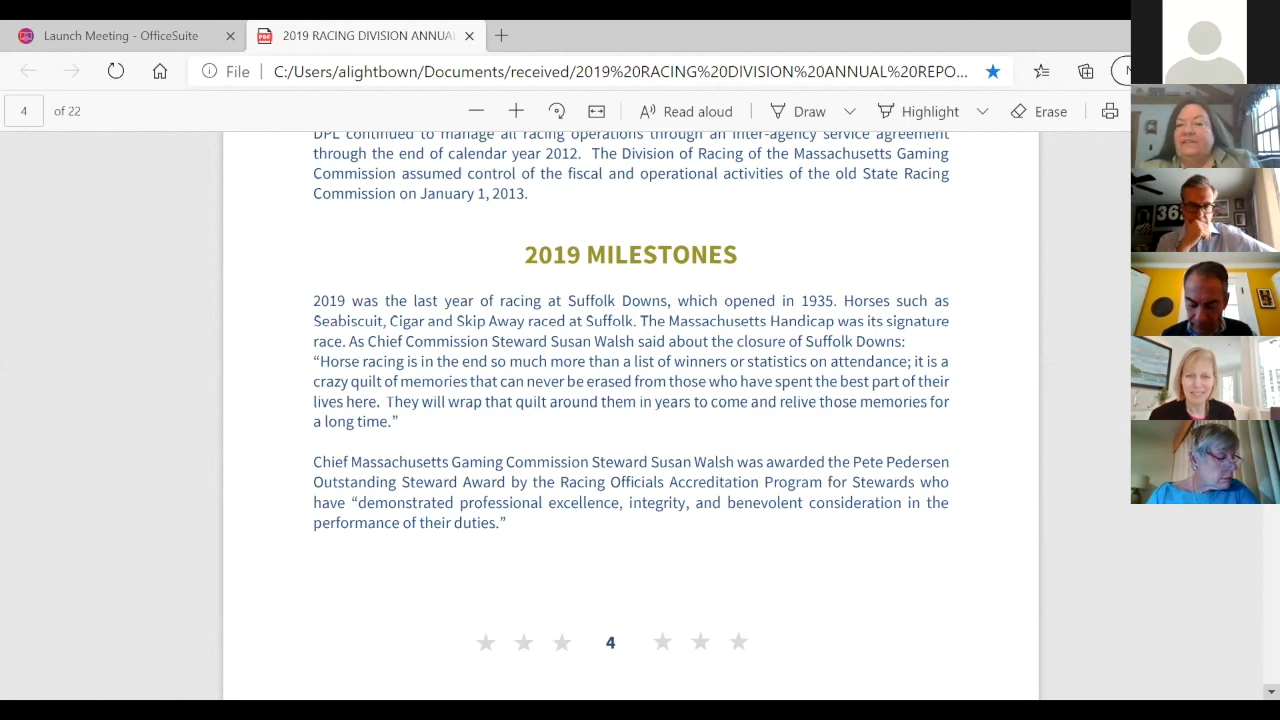 Launch Meeting - OfficeSuite
2019 RACING DIVISION ANNUA
File
C:/Users/alightbown/Documents/received/2019%20RACING%20DIVISION%20ANNUAL%20REPO...
4 of 22
Read aloud
Draw
Highlight
Erase
DPL continued to manage all racing operations through an inter-agency service agreement
through the end of calendar year 2012. The Division of Racing of the Massachusetts Gaming
Commission assumed control of the fiscal and operational activities of the old State Racing
Commission on January 1, 2013.
2019 MILESTONES
2019 was the last year of racing at Suffolk Downs, which opened in 1935. Horses such as
Seabiscuit, Cigar and Skip Away raced at Suffolk. The Massachusetts Handicap was its signature
race. As Chief Commission Steward Susan Walsh said about the closure of Suffolk Downs:
“Horse racing is in the end so much more than a list of winners or statistics on attendance; it is a
crazy quilt of memories that can never be erased from those who have spent the best part of their
lives here. They will wrap that quilt around them in years to come and relive those memories for
a long time.”
Chief Massachusetts Gaming Commission Steward Susan Walsh was awarded the Pete Pedersen
Outstanding Steward Award by the Racing Officials Accreditation Program for Stewards who
have “demonstrated professional excellence, integrity, and benevolent consideration in the
performance of their duties.”
4